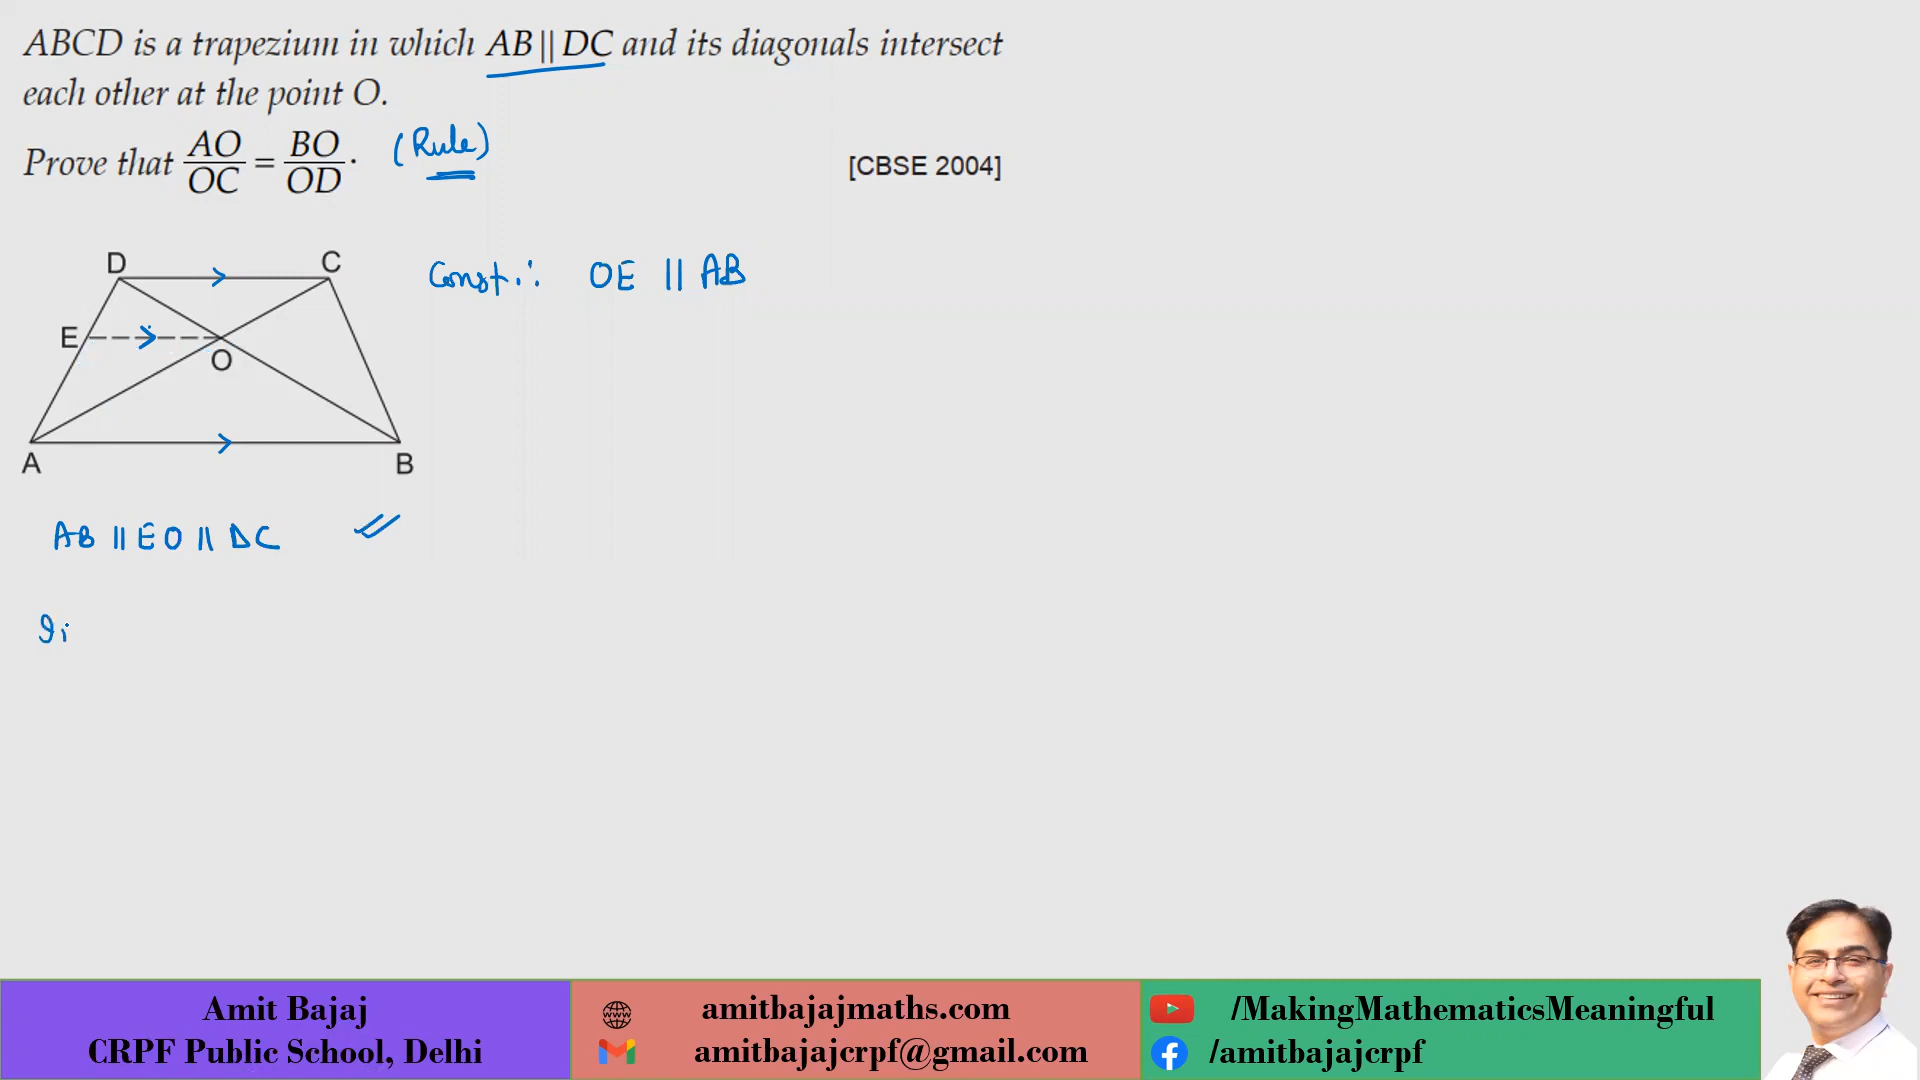 ABCD is a trapezium in which AB || DC and its diagonals intersect
each other at the point O.
Prove that AO/OC = BO/OD. (Rule)
[CBSE 2004]
D C
Const.: OE || AB
E
O
A B
AB || EO || DC
Amit Bajaj
CRPF Public School, Delhi
www
amitbajajmaths.com
amitbajajcrpf@gmail.com
/MakingMathematicsMeaningful
/amitbajajcrpf